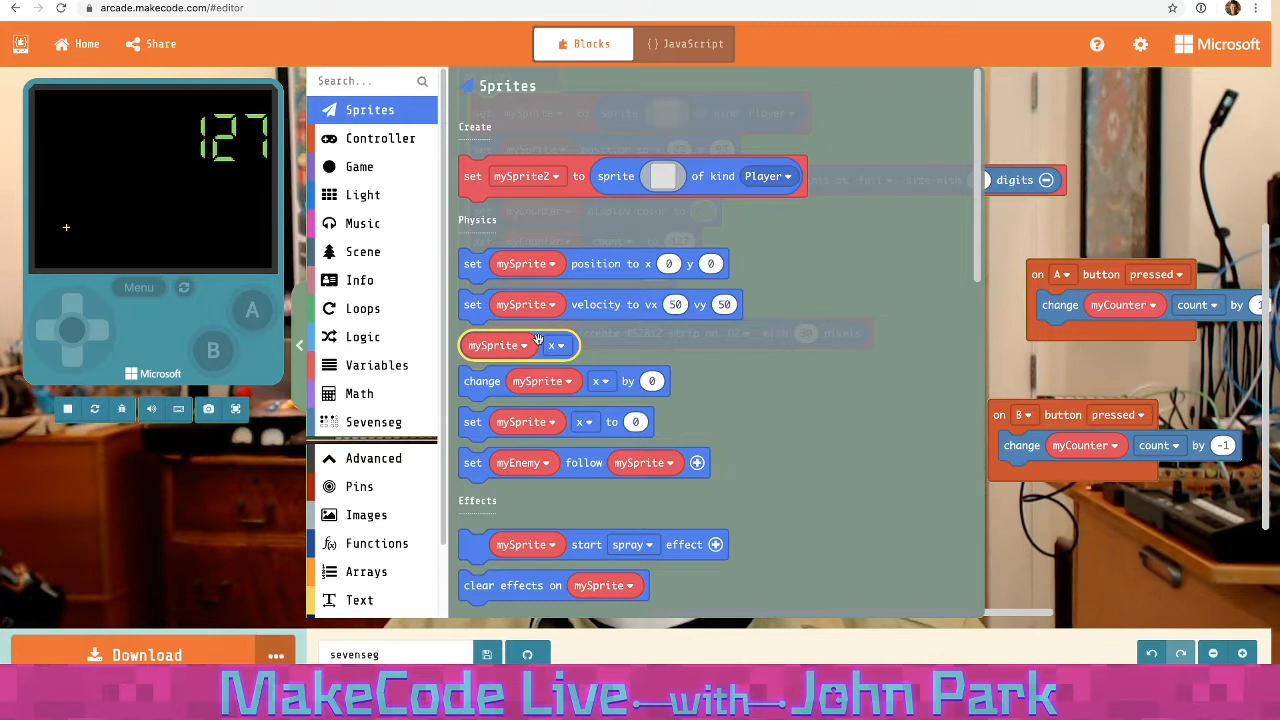 arcade.makecode.com/#editor
Home
Share
Blocks
{} JavaScript
Microsoft
127
Menu
A
B
Microsoft
Download
Search...
Sprites
Controller
Game
Light
Music
Scene
Info
Loops
Logic
Variables
Math
Sevenseg
Advanced
Pins
Images
Functions
Arrays
Text
Sprites
Create
set mySprite2 to sprite of kind Player
Physics
set mySprite position to x 0 y 0
set mySprite velocity to vx 50 vy 50
mySprite x
change mySprite x by 0
set mySprite x to 0
set myEnemy follow mySprite
Effects
mySprite start spray effect
clear effects on mySprite
digits
on A button pressed
change myCounter count by 1
on B button pressed
change myCounter count by -1
sevenseg
MakeCode Live—with—John Park